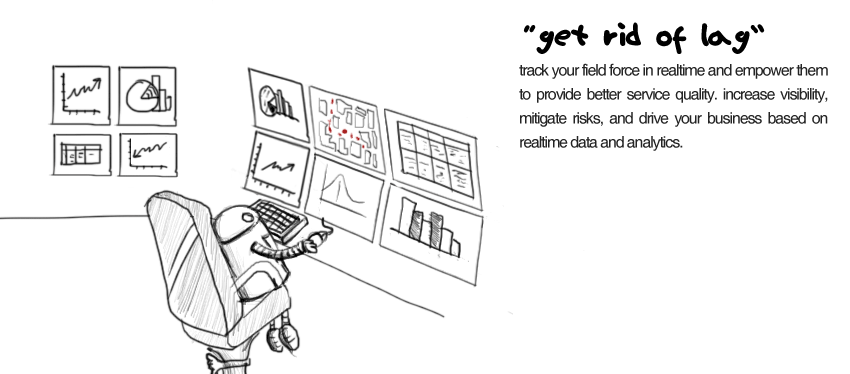 "get rid of lag"
track your field force in realtime and empower them
to provide better service quality. increase visibility,
mitigate risks, and drive your business based on
realtime data and analytics.